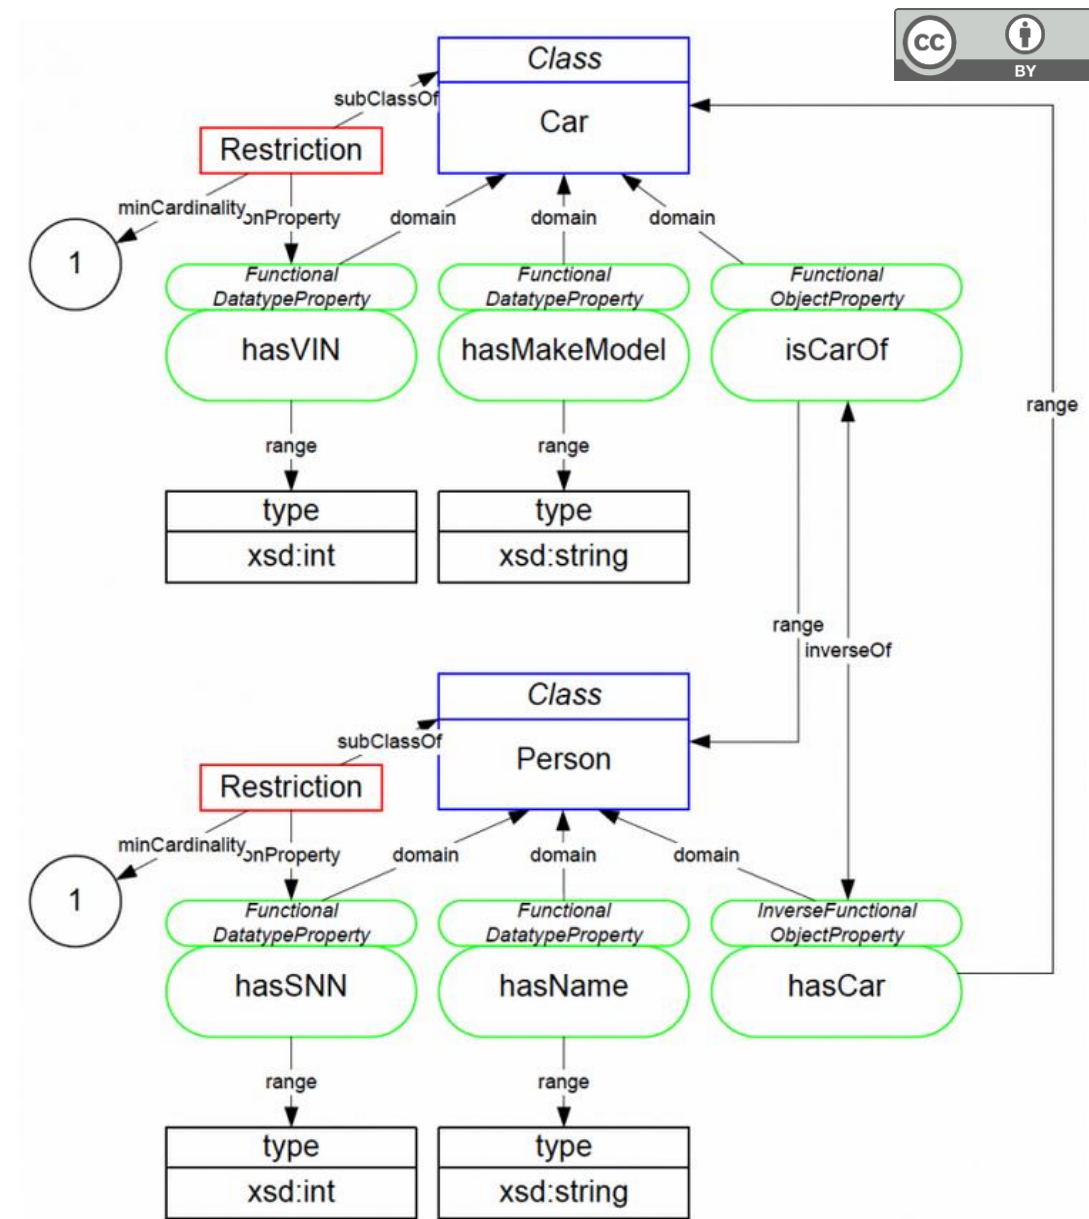 CC
BY
Class
Car
subClassOf
Restriction
minCardinality
onProperty
domain
domain
domain
1
Functional
DatatypeProperty
hasVIN
Functional
DatatypeProperty
hasMakeModel
Functional
ObjectProperty
isCarOf
range
range
range
type
xsd:int
type
xsd:string
range
inverseOf
Class
Person
subClassOf
Restriction
minCardinality
onProperty
domain
domain
domain
1
Functional
DatatypeProperty
hasSNN
Functional
DatatypeProperty
hasName
InverseFunctional
ObjectProperty
hasCar
range
range
type
xsd:int
type
xsd:string